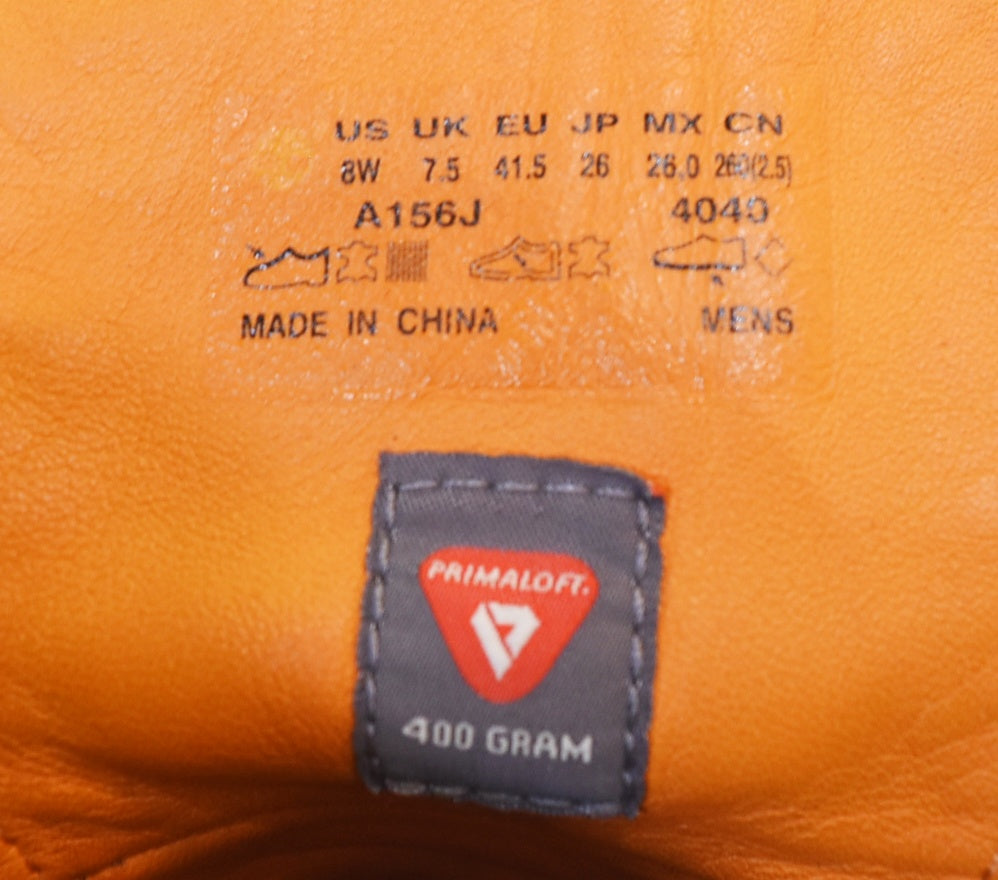 US UK EU JP MX CN
8W 7.5 41.5 26 26.0 260(2.5)
A156J 4040
MADE IN CHINA MENS
PRIMALOFT.
400 GRAM